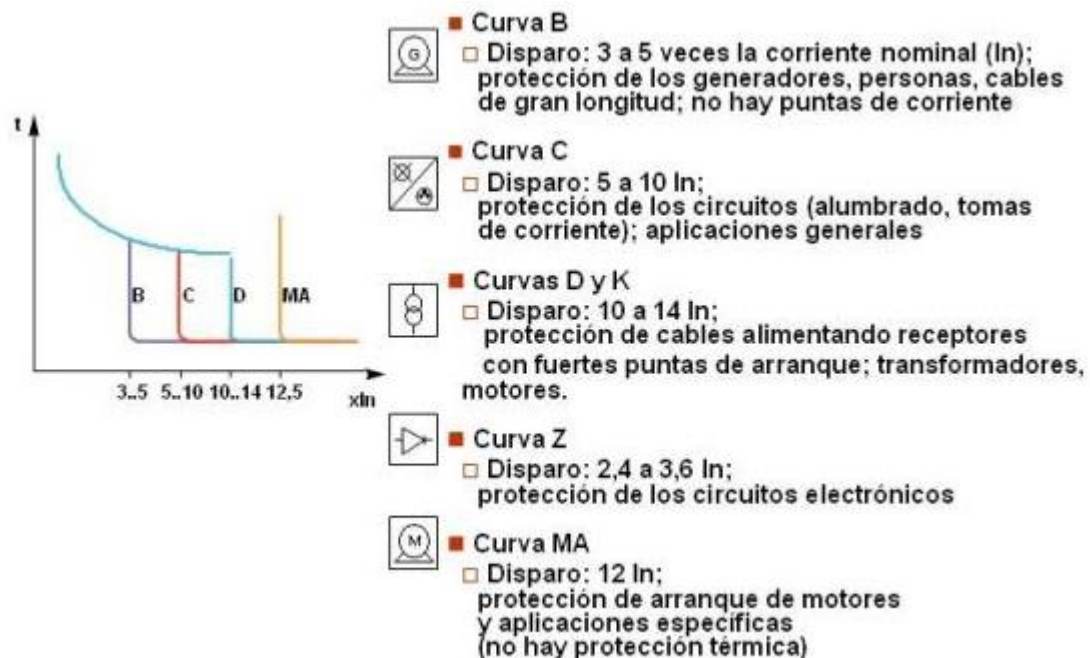 t
B
C
D
MA
3..5 5..10 10..14 12,5
xIn
G
■ Curva B
□ Disparo: 3 a 5 veces la corriente nominal (In);
protección de los generadores, personas, cables
de gran longitud; no hay puntas de corriente
■ Curva C
□ Disparo: 5 a 10 In;
protección de los circuitos (alumbrado, tomas
de corriente); aplicaciones generales
■ Curvas D y K
□ Disparo: 10 a 14 In;
protección de cables alimentando receptores
con fuertes puntas de arranque; transformadores,
motores.
■ Curva Z
□ Disparo: 2,4 a 3,6 In;
protección de los circuitos electrónicos
M
■ Curva MA
□ Disparo: 12 In;
protección de arranque de motores
y aplicaciones específicas
(no hay protección térmica)